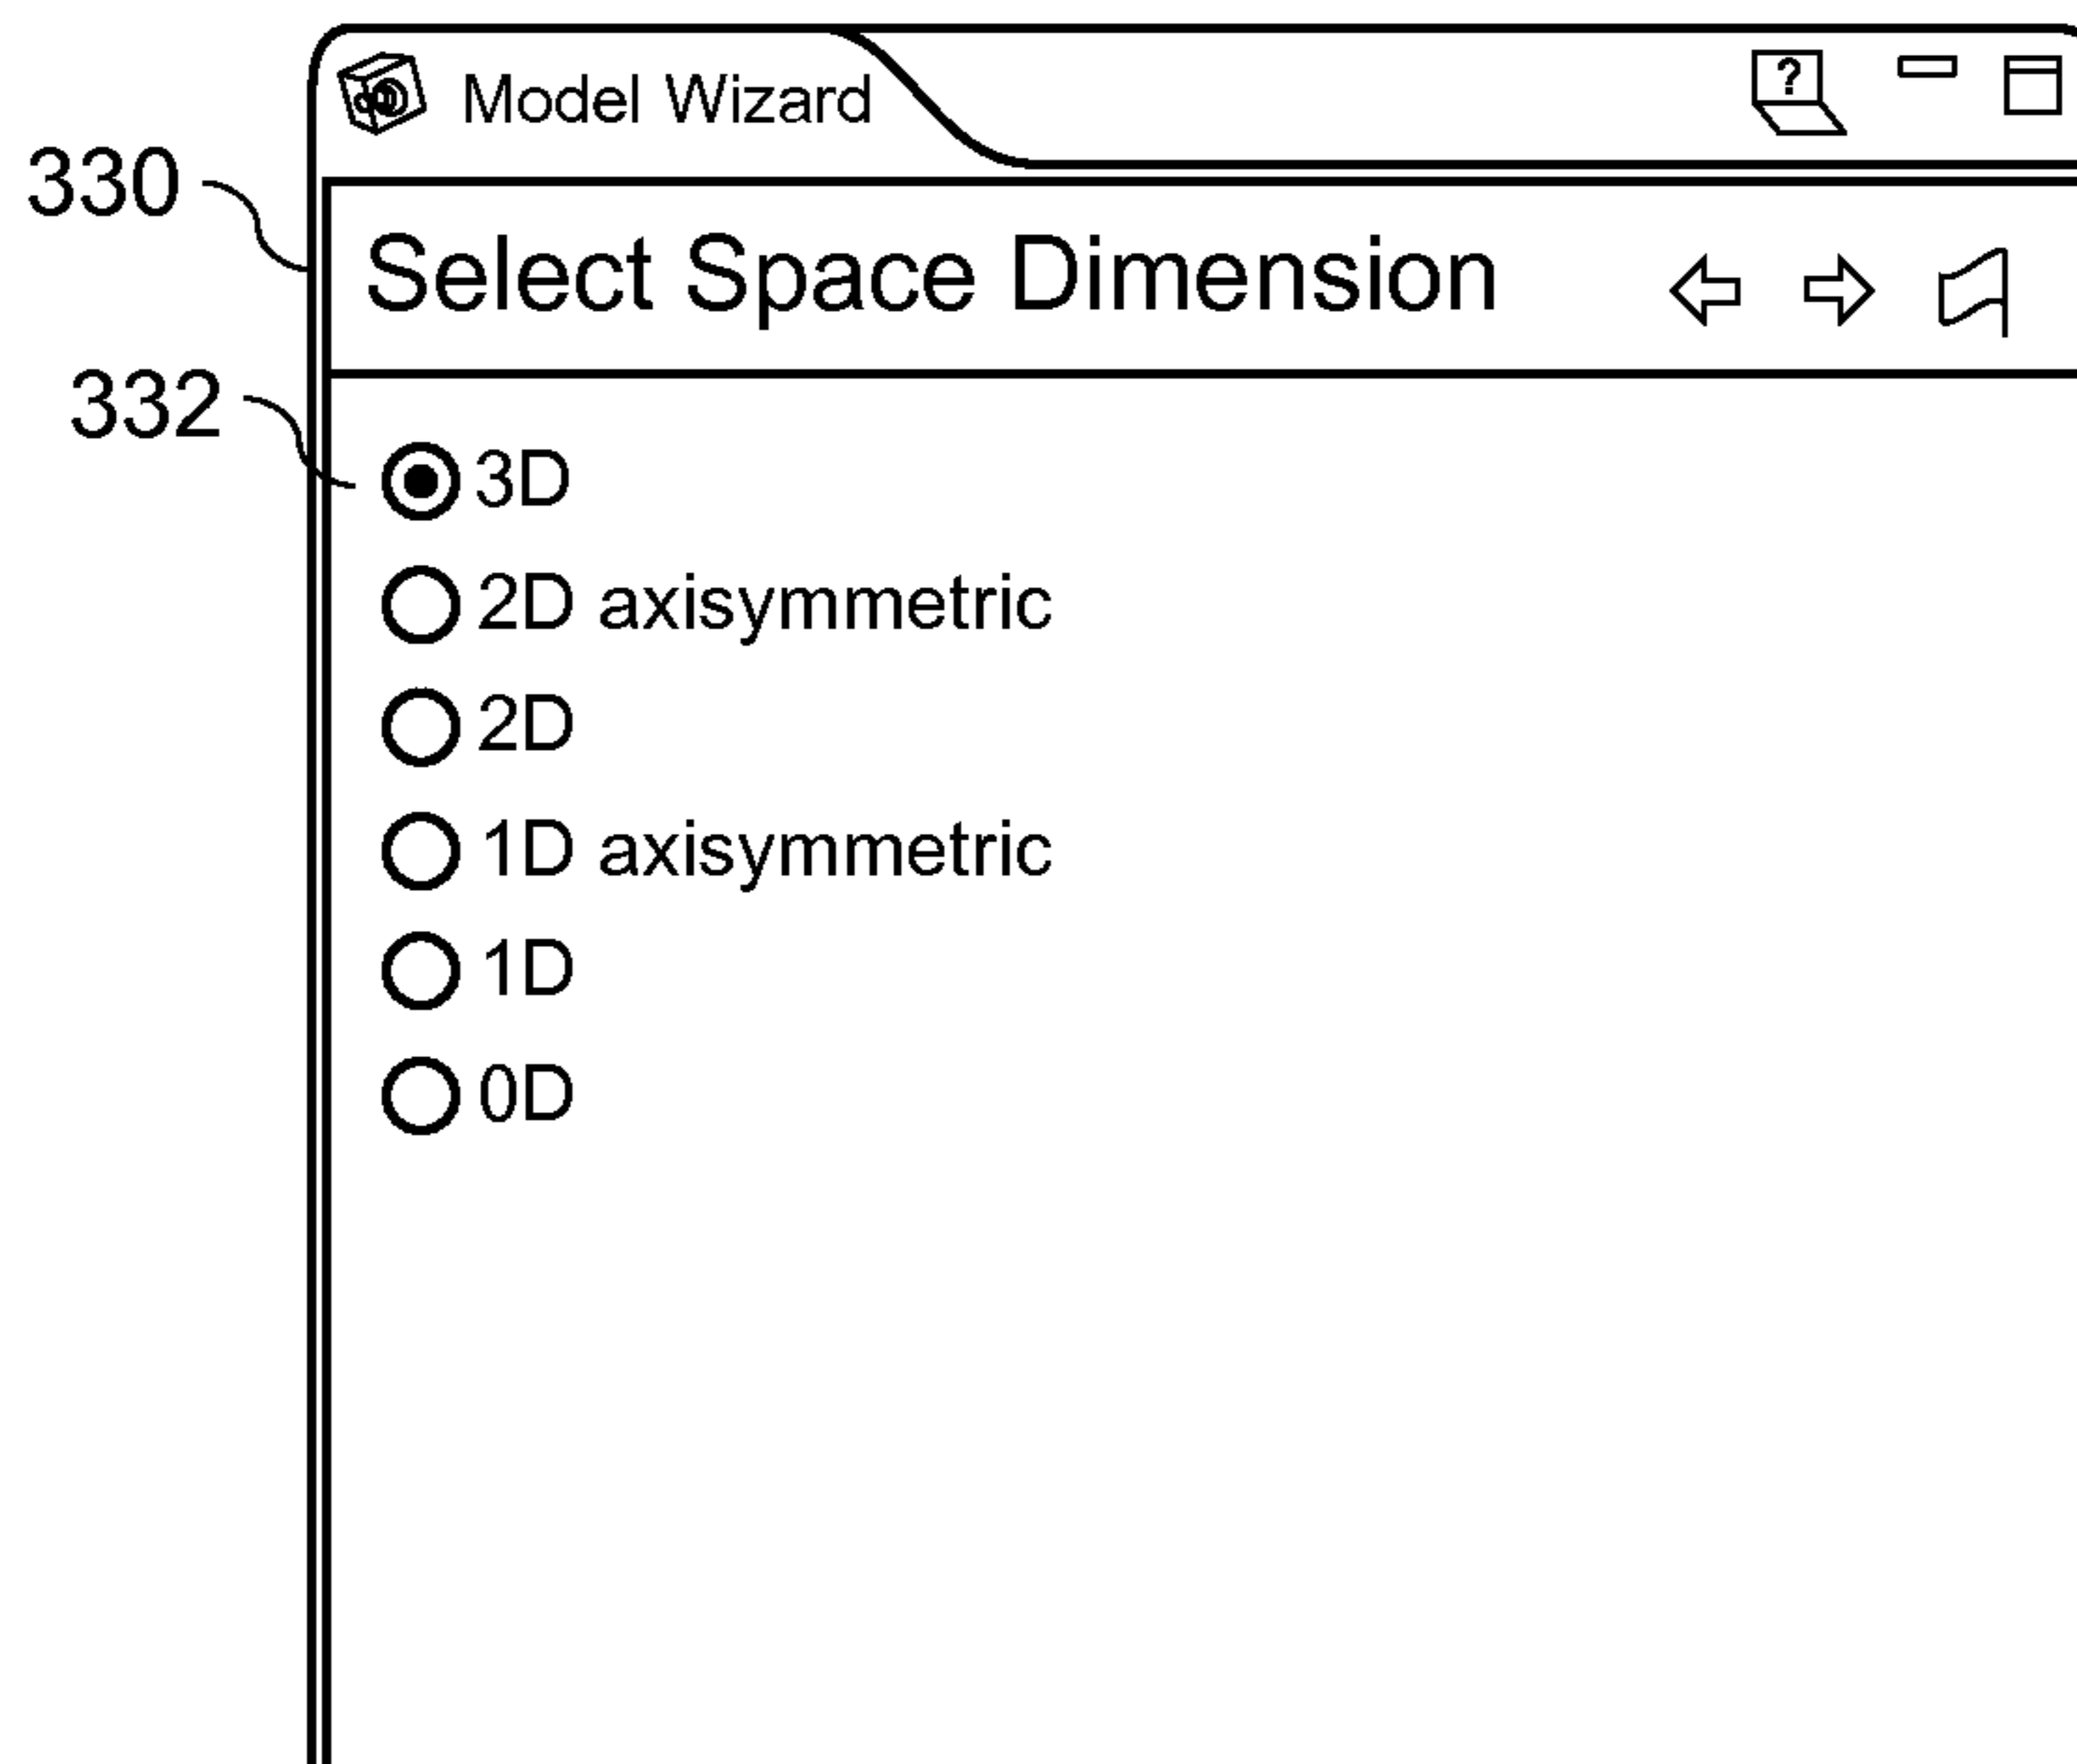 Model Wizard
?
330
Select Space Dimension
332
3D
2D axisymmetric
2D
1D axisymmetric
1D
0D